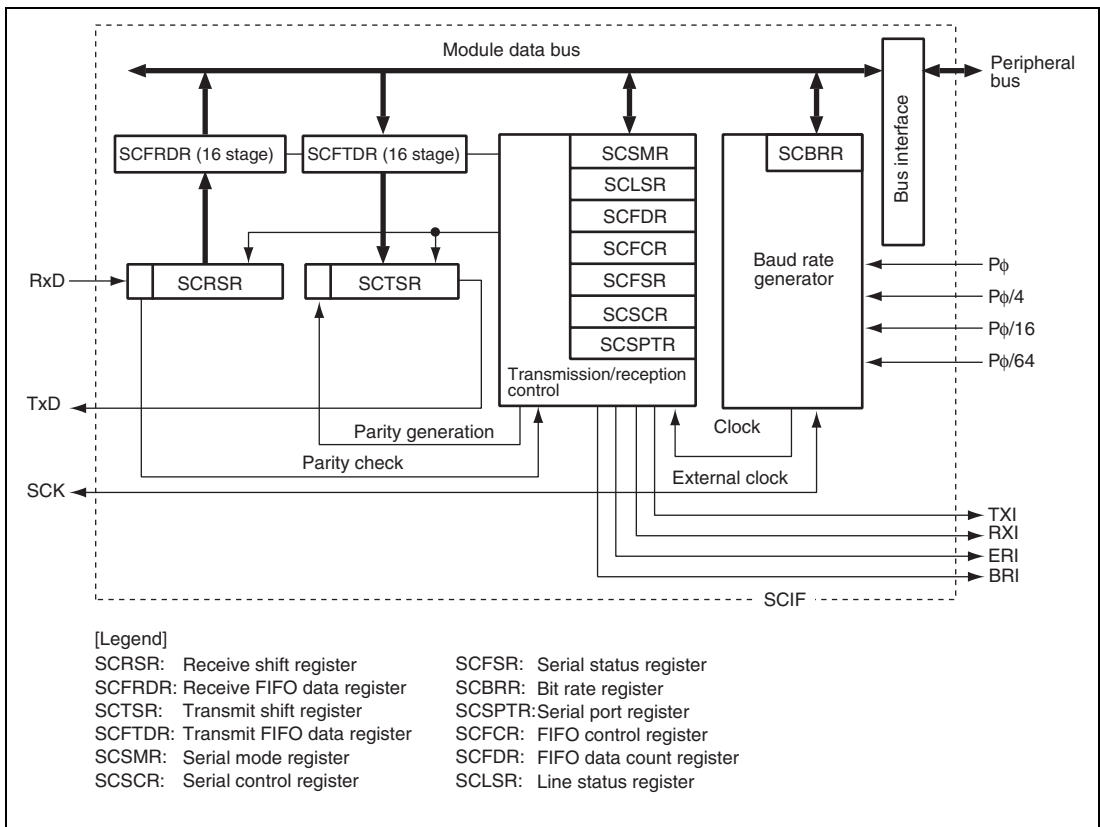 Module data bus
Peripheral
bus
Bus interface
SCFRDR (16 stage)
SCFTDR (16 stage)
SCSMR
SCLSR
SCFDR
SCFCR
SCFSR
SCSCR
SCSPTR
Transmission/reception
control
SCBRR
Baud rate
generator
RxD
SCRSR
SCTSR
Pϕ
Pϕ/4
Pϕ/16
Pϕ/64
TxD
Parity generation
Parity check
Clock
External clock
SCK
TXI
RXI
ERI
BRI
SCIF
[Legend]
SCRSR: Receive shift register
SCFRDR: Receive FIFO data register
SCTSR: Transmit shift register
SCFTDR: Transmit FIFO data register
SCSMR: Serial mode register
SCSCR: Serial control register
SCFSR: Serial status register
SCBRR: Bit rate register
SCSPTR:Serial port register
SCFCR: FIFO control register
SCFDR: FIFO data count register
SCLSR: Line status register